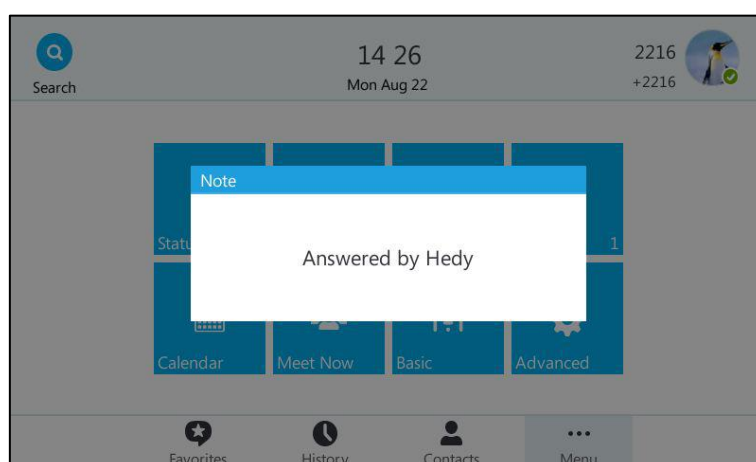 14 26
2216
Search
Mon Aug 22
+2216
Note
Answered by Hedy
1
Calendar
Meet Now
Basic
Advanced
Favorites
History
Contacts
Menu